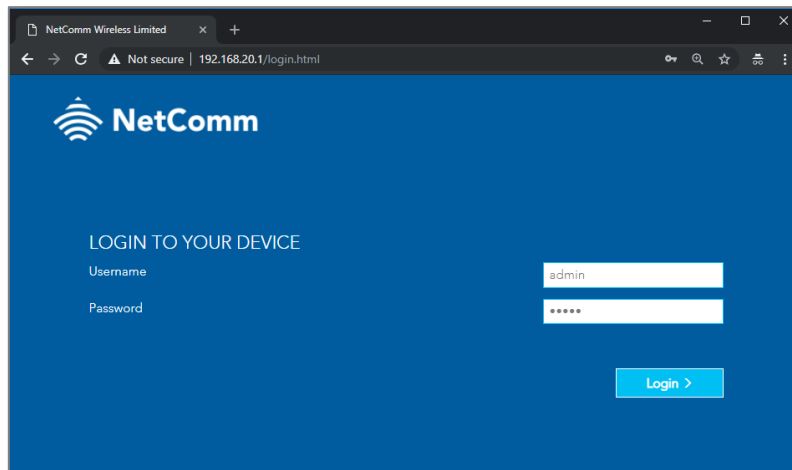 NetComm Wireless Limited
Not secure | 192.168.20.1/login.html
NetComm
LOGIN TO YOUR DEVICE
Username
admin
Password
•••••
Login >